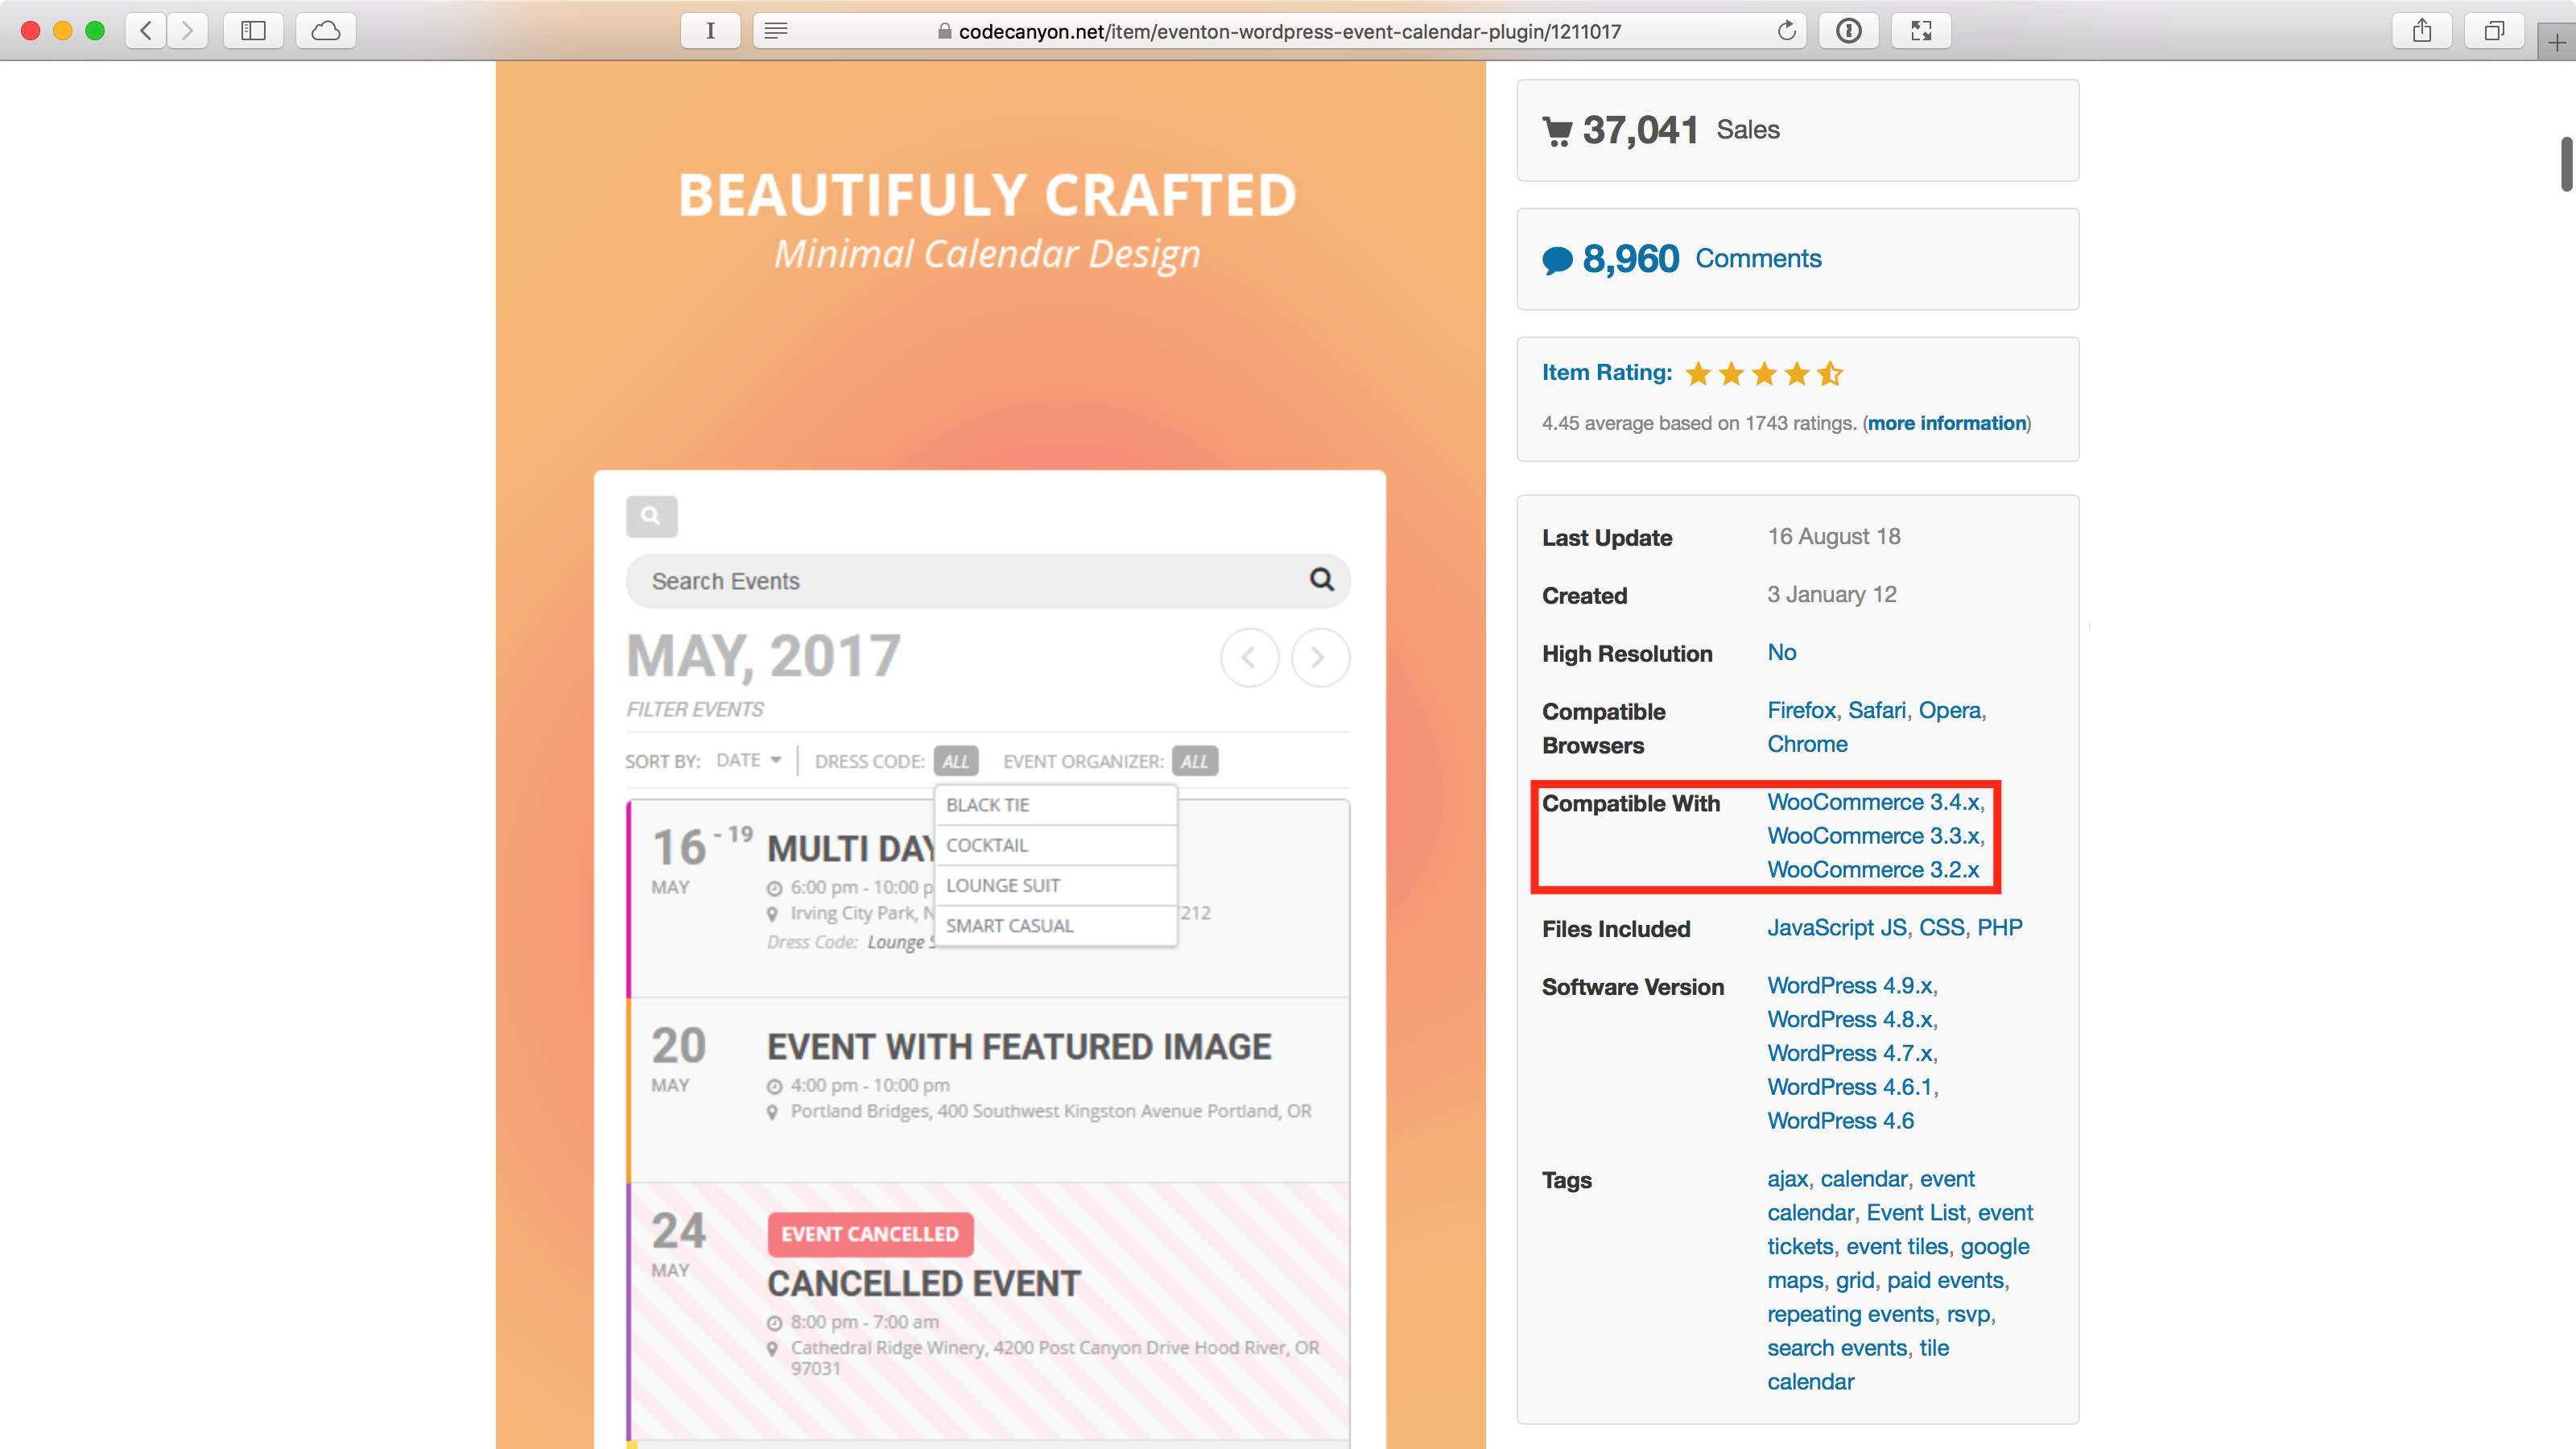 codecanyon.net/item/eventon-wordpress-event-calendar-plugin/1211017
BEAUTIFULY CRAFTED
Minimal Calendar Design
Search Events
MAY, 2017
FILTER EVENTS
SORT BY: DATE DRESS CODE: ALL EVENT ORGANIZER: ALL
BLACK TIE
COCKTAIL
LOUNGE SUIT
SMART CASUAL
16 - 19
MAY
MULTI DAY
6:00 pm - 10:00 p
Irving City Park, N
7212
Dress Code: Lounge S
20
MAY
EVENT WITH FEATURED IMAGE
4:00 pm - 10:00 pm
Portland Bridges, 400 Southwest Kingston Avenue Portland, OR
24
MAY
EVENT CANCELLED
CANCELLED EVENT
8:00 pm - 7:00 am
Cathedral Ridge Winery, 4200 Post Canyon Drive Hood River, OR
97031
37,041 Sales
8,960 Comments
Item Rating:
4.45 average based on 1743 ratings. (more information)
Last Update 16 August 18
Created 3 January 12
High Resolution No
Compatible Firefox, Safari, Opera,
Browsers Chrome
Compatible With WooCommerce 3.4.x,
WooCommerce 3.3.x,
WooCommerce 3.2.x
Files Included JavaScript JS, CSS, PHP
Software Version WordPress 4.9.x,
WordPress 4.8.x,
WordPress 4.7.x,
WordPress 4.6.1,
WordPress 4.6
Tags ajax, calendar, event
calendar, Event List, event
tickets, event tiles, google
maps, grid, paid events,
repeating events, rsvp,
search events, tile
calendar